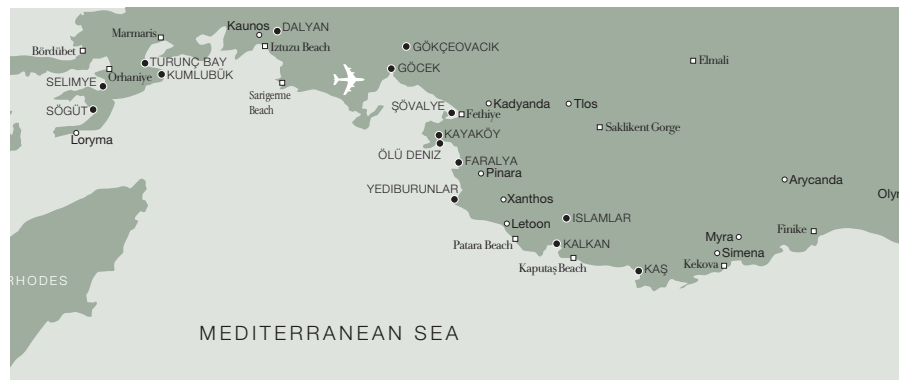 Kaunos
DALYAN
Marmaris
Iztuzu Beach
GÖKÇEOVACIK
Bördübet
TURUNÇ BAY
Elmali
Orhaniye
KUMLUBÜK
GÖCEK
SELIMYE
Sarigerme
Beach
SÖGÜT
ŞÖVALYE
Kadyanda
Tlos
Fethiye
Saklikent Gorge
Loryma
KAYAKÖY
ÖLÜ DENIZ
FARALYA
Pinara
Arycanda
YEDIBURUNLAR
Xanthos
Oly
ISLAMLAR
Letoon
Finike
Patara Beach
KALKAN
Myra
Simena
Kaputaş Beach
KAŞ
Kekova
RHODES
MEDITERRANEAN SEA